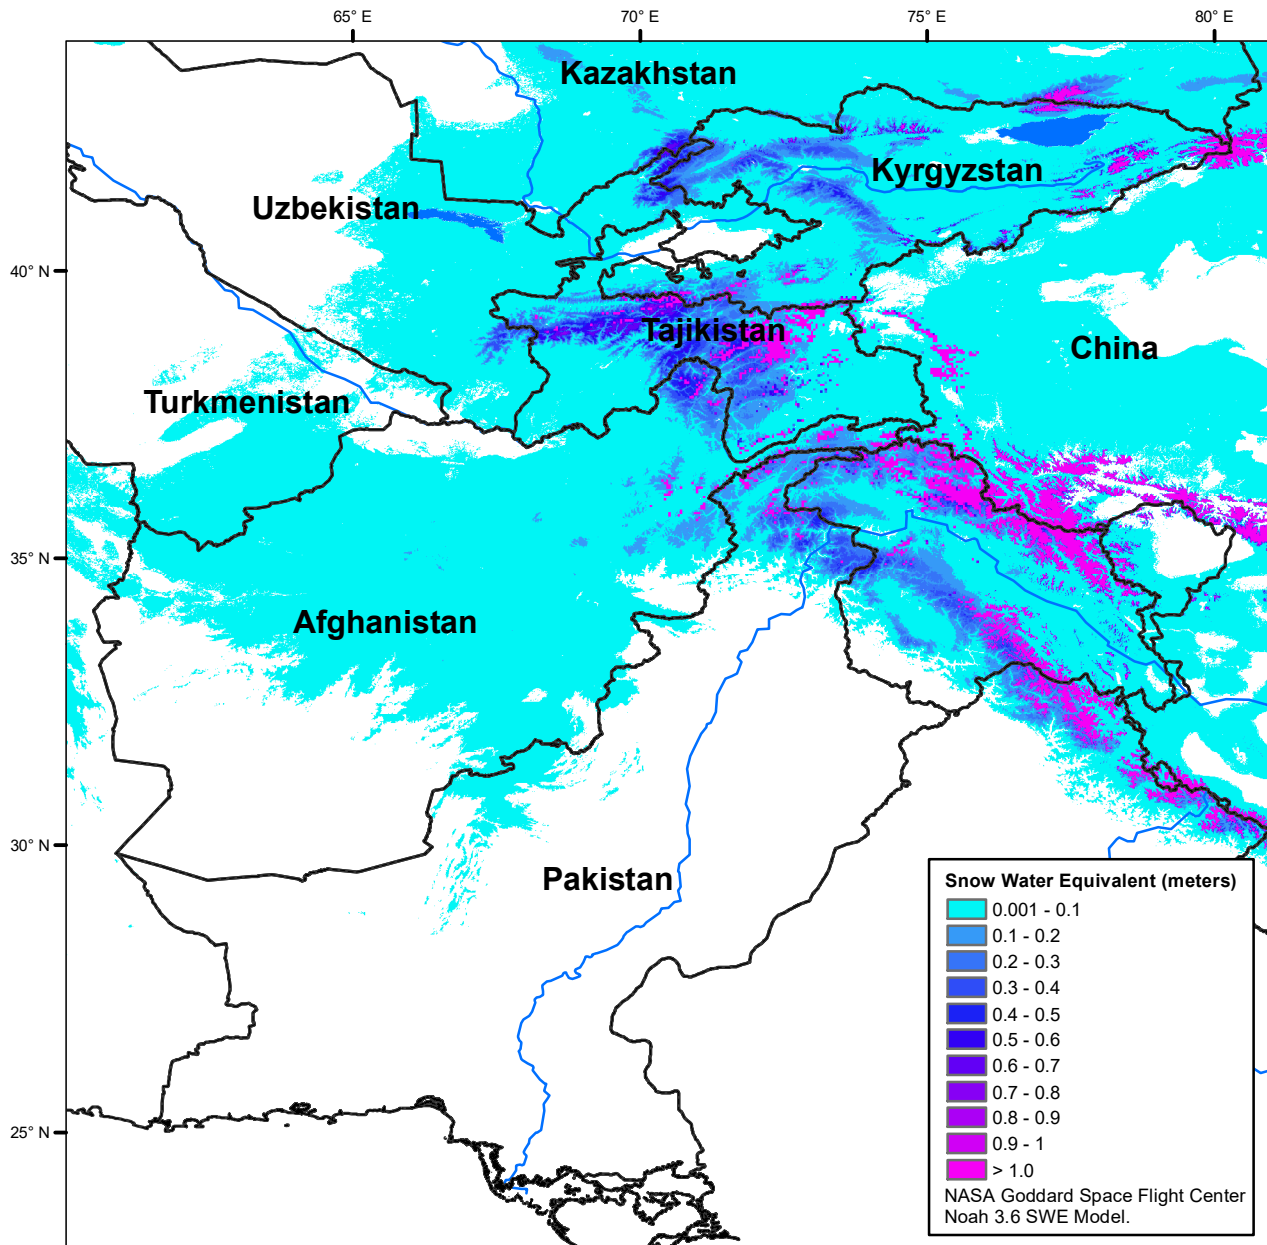 65° E
70° E
75° E
80° E
Kazakhstan
Kyrgyzstan
Uzbekistan
40° N
Tajikistan
China
Turkmenistan
35° N
Afghanistan
30° N
Pakistan
25° N
Snow Water Equivalent (meters)
0.001 - 0.1
0.1 - 0.2
0.2 - 0.3
0.3 - 0.4
0.4 - 0.5
0.5 - 0.6
0.6 - 0.7
0.7 - 0.8
0.8 - 0.9
0.9 - 1
> 1.0
NASA Goddard Space Flight Center
Noah 3.6 SWE Model.